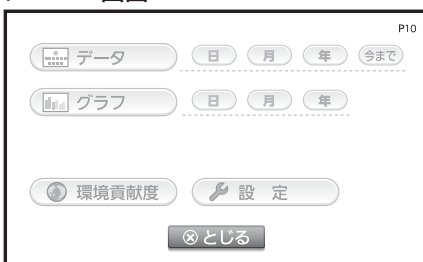 P10
データ 日 月 年 今まで
グラフ 日 月 年
環境貢献度 設 定
とじる